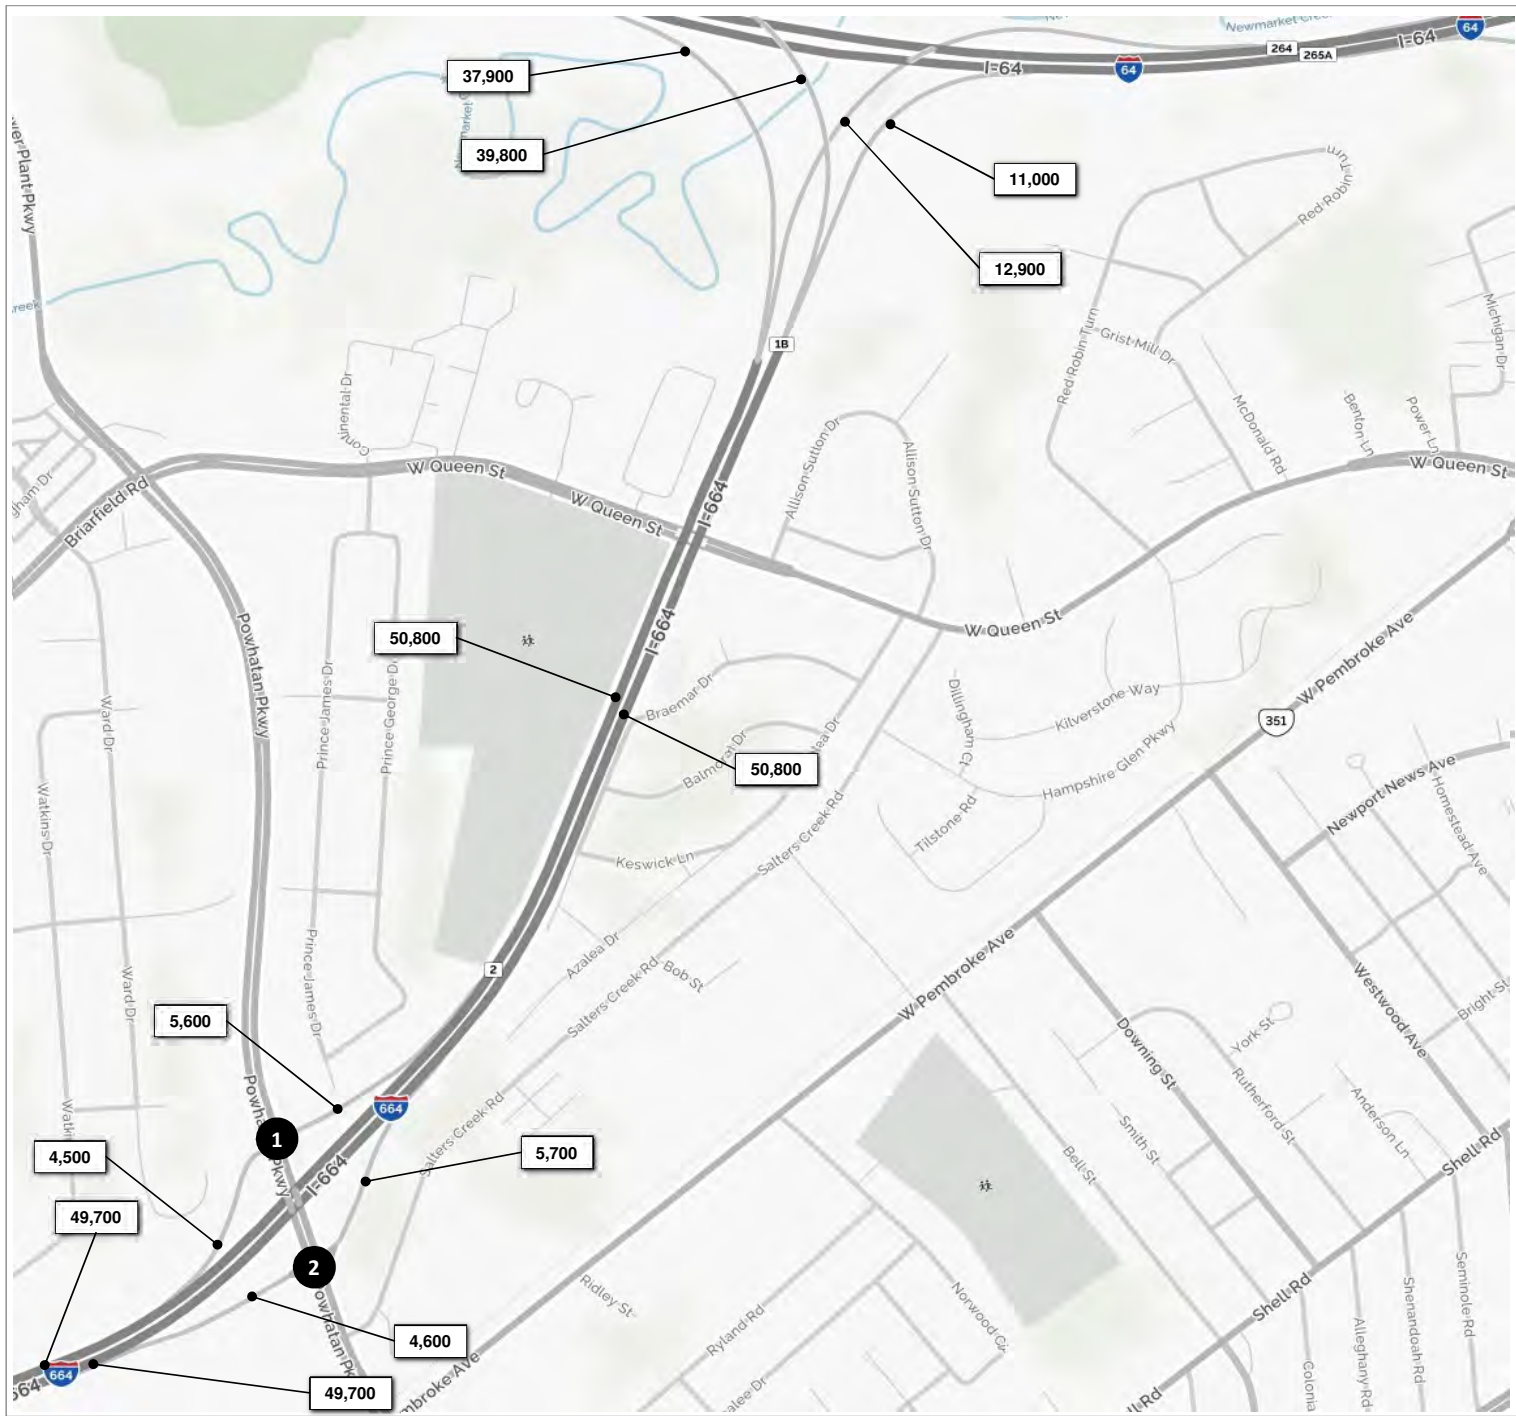 Newmarket Creek
I-64
64
264
265A
I-64
64
I-64
37,900
39,800
11,000
12,900
Red Robin Turn
Red Robin Turn
Grist Mill Dr
Michigan Dr
McDonald Rd
Benton Ln
Power Ln
1B
Continental Dr
W Queen St
W Queen St
W Queen St
W Queen St
Briarfield Rd
I-664
I-664
Allison Sutton Dr
Allison Sutton Dr
Powhatan Pkwy
Prince James Dr
Prince George Dr
Ward Dr
Watkins Dr
50,800
50,800
Braemar Dr
Balmoral Dr
Keswick Ln
Salters Creek Rd
Dillingham Ct
Kilverstone Way
Hampshire Glen Pkwy
Tilstone Rd
W Pembroke Ave
351
Newport News Ave
Homestead Ave
2
Azalea Dr
Salters Creek Rd
Bob St
W Pembroke Ave
Prince James Dr
Ward Dr
Westwood Ave
Bright St
Downing St
York St
Rutherford St
Anderson Ln
Smith St
Bell St
Shell Rd
5,600
664
1
4,500
49,700
I-664
Salters Creek Rd
5,700
2
4,600
49,700
664
664
Ridley St
Ryland Rd
Shell Rd
Alleghany Rd
Shenandoah Rd
Seminole Rd